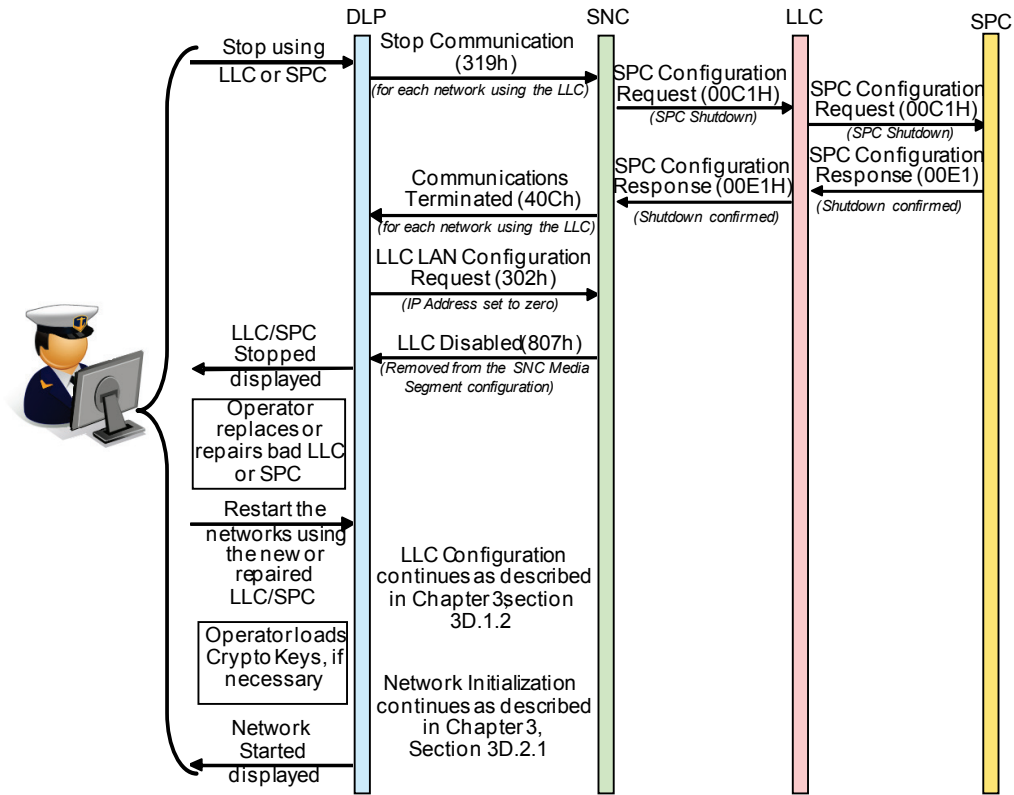 DLP
SNC
LLC
SPC
Stop using
LLC or SPC
Stop Communication
(319h)
(for each network using the LLC)
SPC Configuration
Request (00C1H)
(SPC Shutdown)
SPC Configuration
Request (00C1H)
(SPC Shutdown)
SPC Configuration
Response (00E1)
(Shutdown confirmed)
SPC Configuration
Response (00E1H)
(Shutdown confirmed)
Communications
Terminated (40Ch)
(for each network using the LLC)
LLC LAN Configuration
Request (302h)
(IP Address set to zero)
LLC Disabled(807h)
(Removed from the SNC Media
Segment configuration)
LLC/SPC
Stopped
displayed
Operator
replaces or
repairs bad LLC
or SPC
Restart the
networks using
the new or
repaired
LLC/SPC
LLC Configuration
continues as described
in Chapter 3, section
3D.1.2
Operator loads
Crypto Keys, if
necessary
Network Initialization
continues as described
in Chapter 3,
Section 3D.2.1
Network
Started
displayed